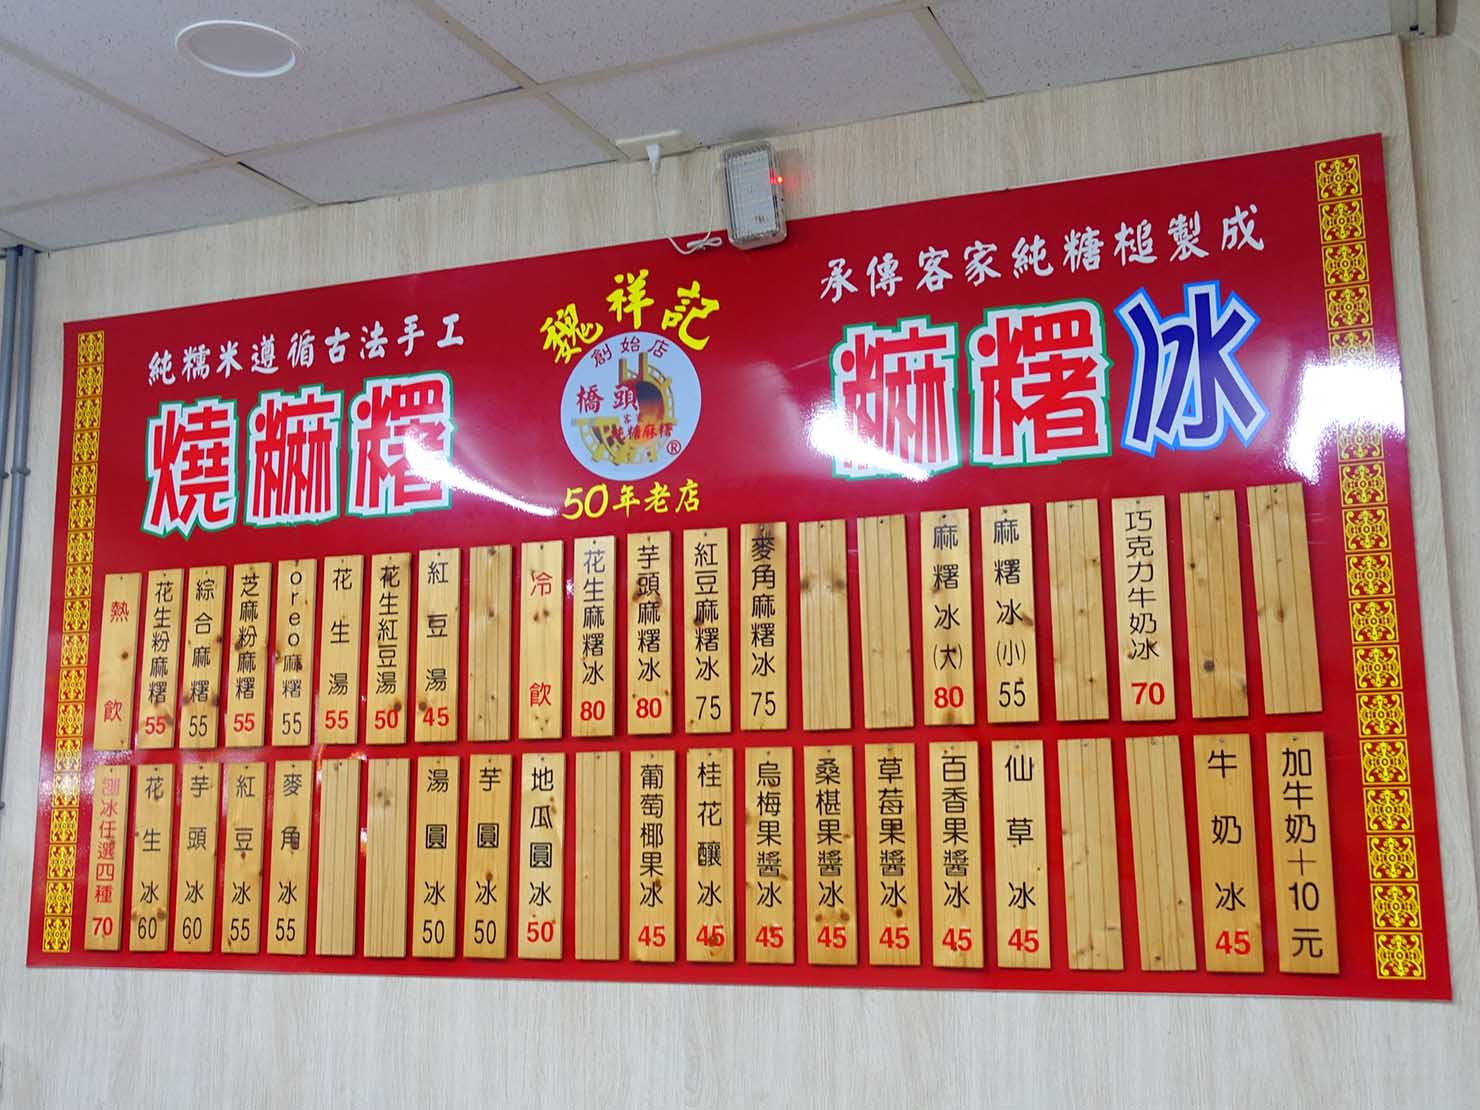 純糯米遵循古法手工
燒麻糬
魏祥記
創始店
橋頭
客
純糖麻糬
®
50年老店
承傳客家純糖槌製成
麻糬冰
熱飲
花生粉麻糬 55
綜合麻糬 55
芝麻粉麻糬 55
oreo麻糬 55
花生湯 55
花生紅豆湯 50
紅豆湯 45
冷飲
花生麻糬冰 80
芋頭麻糬冰 80
紅豆麻糬冰 75
麥角麻糬冰 75
麻糬冰(大) 80
麻糬冰(小) 55
巧克力牛奶冰 70
刨冰任選四種 70
花生冰 60
芋頭冰 60
紅豆冰 55
麥角冰 55
湯圓冰 50
芋圓冰 50
地瓜圓冰 50
葡萄椰果冰 45
桂花釀冰 45
烏梅果醬冰 45
桑椹果醬冰 45
草莓果醬冰 45
百香果醬冰 45
仙草冰 45
牛奶冰 45
加牛奶十10元